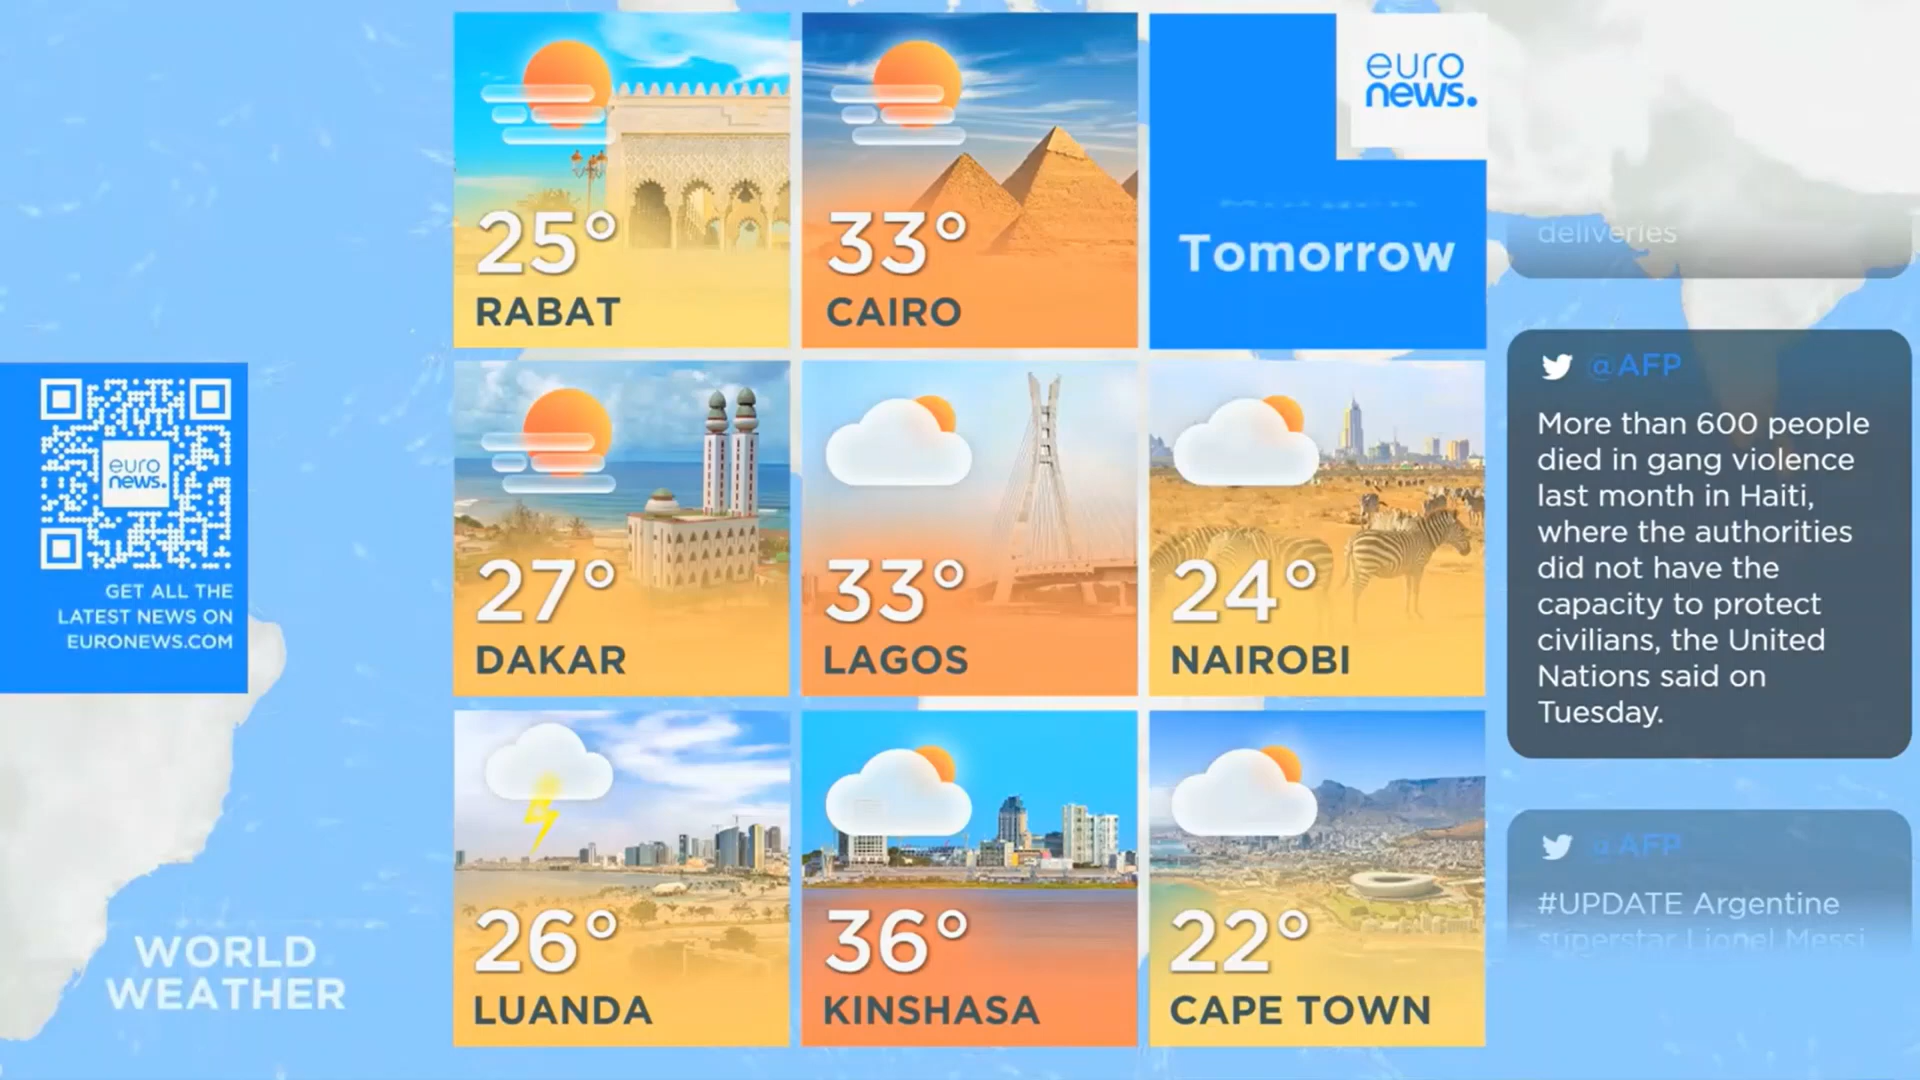 euro
news.
25°
RABAT
33°
CAIRO
Tomorrow
27°
DAKAR
33°
LAGOS
24°
NAIROBI
26°
LUANDA
36°
KINSHASA
22°
CAPE TOWN
euro
news.
GET ALL THE
LATEST NEWS ON
EURONEWS.COM
WORLD
WEATHER
deliveries
@AFP
More than 600 people
died in gang violence
last month in Haiti,
where the authorities
did not have the
capacity to protect
civilians, the United
Nations said on
Tuesday.
@AFP
#UPDATE Argentine
superstar Lionel Messi